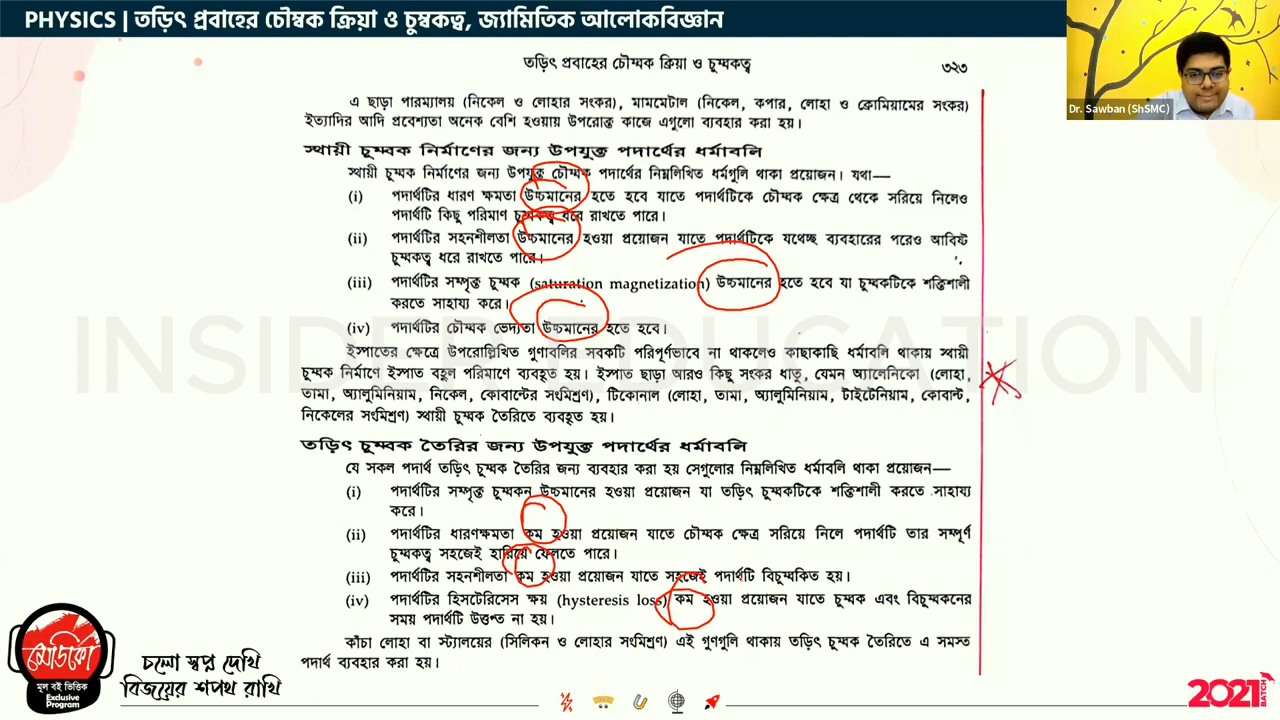 PHYSICS | তড়িৎ প্রবাহের চৌম্বক ক্রিয়া ও চুম্বকত্ব, জ্যামিতিক আলোকবিজ্ঞান
Dr. Sawban (ShSMC)
তড়িৎ প্রবাহের চৌম্বক ক্রিয়া ও চুম্বকত্ব
৩২৩
এ ছাড়া পারম্যালয় (নিকেল ও লোহার সংকর), মামমেটাল (নিকেল, কপার, লোহা ও ক্রোমিয়ামের সংকর)
ইত্যাদির আদি প্রবেশ্যতা অনেক বেশি হওয়ায় উপরোক্ত কাজে এগুলো ব্যবহার করা হয়।
স্থায়ী চুম্বক নির্মাণের জন্য উপযুক্ত পদার্থের ধর্মাবলি
স্থায়ী চুম্বক নির্মাণের জন্য উপযুক্ত চৌম্বক পদার্থের নিম্নলিখিত ধর্মগুলি থাকা প্রয়োজন। যথা—
(i) পদার্থটির ধারণ ক্ষমতা উচ্চমানের হতে হবে যাতে পদার্থটিকে চৌম্বক ক্ষেত্র থেকে সরিয়ে নিলেও
পদার্থটি কিছু পরিমাণ চুম্বকত্ব ধরে রাখতে পারে।
(ii) পদার্থটির সহনশীলতা উচ্চমানের হওয়া প্রয়োজন যাতে পদার্থটিকে যথেচ্ছ ব্যবহারের পরেও আবিষ্ট
চুম্বকত্ব ধরে রাখতে পারে।
(iii) পদার্থটির সম্পৃক্ত চুম্বক (saturation magnetization) উচ্চমানের হতে হবে যা চুম্বকটিকে শক্তিশালী
করতে সাহায্য করে।
(iv) পদার্থটির চৌম্বক ভেদ্যতা উচ্চমানের হতে হবে।
INSIDER EDUCATION
ইস্পাতের ক্ষেত্রে উপরোল্লিখিত গুণাবলির সবকটি পরিপূর্ণভাবে না থাকলেও কাছাকাছি ধর্মাবলি থাকায় স্থায়ী
চুম্বক নির্মাণে ইস্পাত বহুল পরিমাণে ব্যবহৃত হয়। ইস্পাত ছাড়া আরও কিছু সংকর ধাতু, যেমন অ্যালেনিকো (লোহা,
তামা, অ্যালুমিনিয়াম, নিকেল, কোবাল্টের সংমিশ্রণ), টিকোনাল (লোহা, তামা, অ্যালুমিনিয়াম, টাইটেনিয়াম, কোবাল্ট,
নিকেলের সংমিশ্রণ) স্থায়ী চুম্বক তৈরিতে ব্যবহৃত হয়।
তড়িৎ চুম্বক তৈরির জন্য উপযুক্ত পদার্থের ধর্মাবলি
যে সকল পদার্থ তড়িৎ চুম্বক তৈরির জন্য ব্যবহার করা হয় সেগুলোর নিম্নলিখিত ধর্মাবলি থাকা প্রয়োজন—
(i) পদার্থটির সম্পৃক্ত চুম্বকন উচ্চমানের হওয়া প্রয়োজন যা তড়িৎ চুম্বকটিকে শক্তিশালী করতে সাহায্য
করে।
(ii) পদার্থটির ধারণক্ষমতা কম হওয়া প্রয়োজন যাতে চৌম্বক ক্ষেত্র সরিয়ে নিলে পদার্থটি তার সম্পূর্ণ
চুম্বকত্ব সহজেই হারিয়ে ফেলতে পারে।
(iii) পদার্থটির সহনশীলতা কম হওয়া প্রয়োজন যাতে সহজেই পদার্থটি বিচুম্বকিত হয়।
(iv) পদার্থটির হিসটেরিসেস ক্ষয় (hysteresis loss) কম হওয়া প্রয়োজন যাতে চুম্বক এবং বিচুম্বকনের
সময় পদার্থটি উত্তপ্ত না হয়।
কাঁচা লোহা বা স্ট্যালয়ের (সিলিকন ও লোহার সংমিশ্রণ) এই গুণগুলি থাকায় তড়িৎ চুম্বক তৈরিতে এ সমস্ত
পদার্থ ব্যবহার করা হয়।
মেডিকো
মূল বই ভিত্তিক
Exclusive
Program
চলো স্বপ্ন দেখি
বিজয়ের শপথ রাখি
2021 BATCH